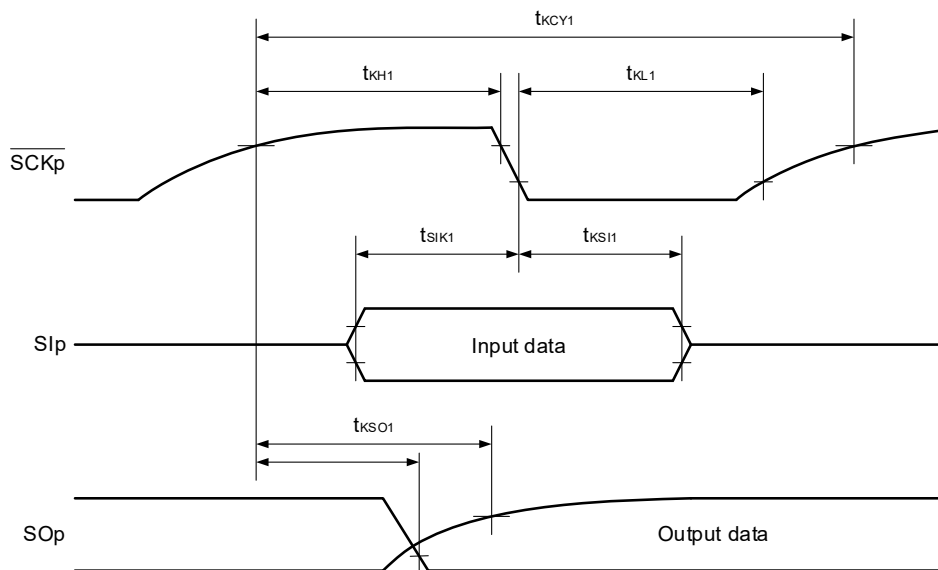 tKCY1
tKH1
tKL1
SCKp
tSIK1
tKSI1
SIp
Input data
tKSO1
SOp
Output data